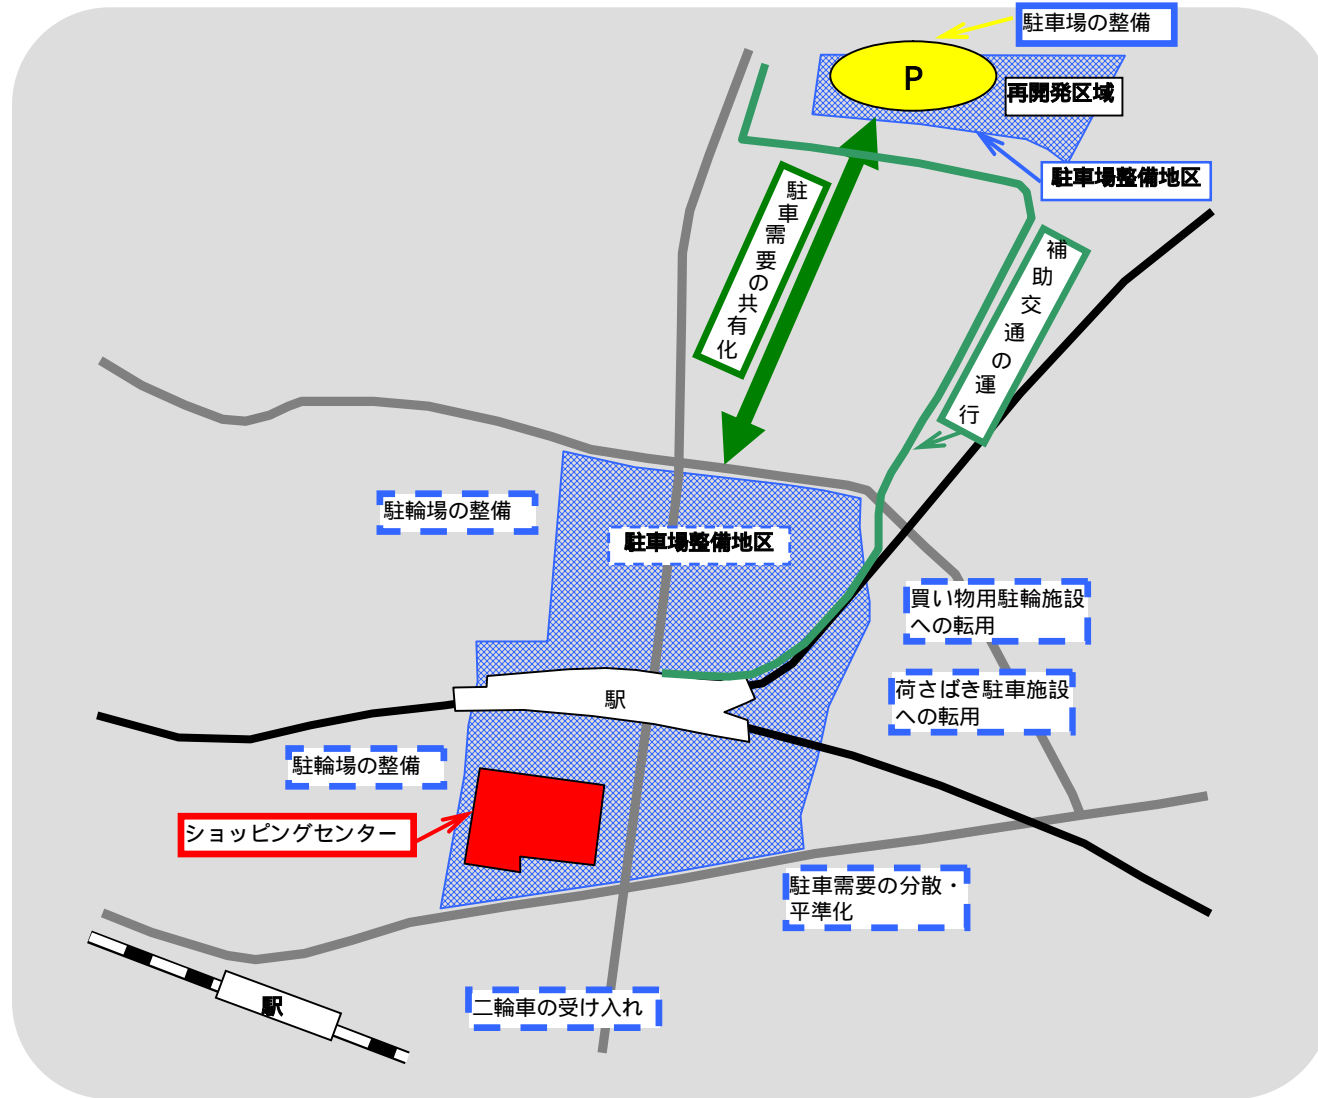 駐車場の整備
P
再開発区域
駐車場整備地区
駐車需要の共有化
補助交通の運行
駐輪場の整備
駐車場整備地区
買い物用駐輪施設
への転用
荷さばき駐車施設
への転用
駅
駐輪場の整備
ショッピングセンター
駐車需要の分散・
平準化
二輪車の受け入れ
駅